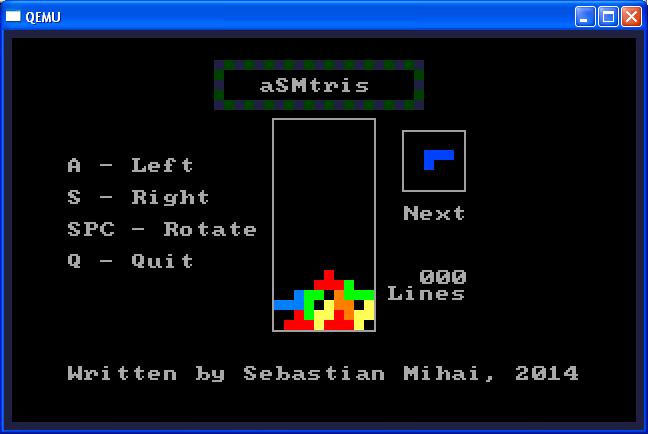 QEMU
aSMtris
A - Left
S - Right
SPC - Rotate
Q - Quit
Next
000
Lines
Written by Sebastian Mihai, 2014